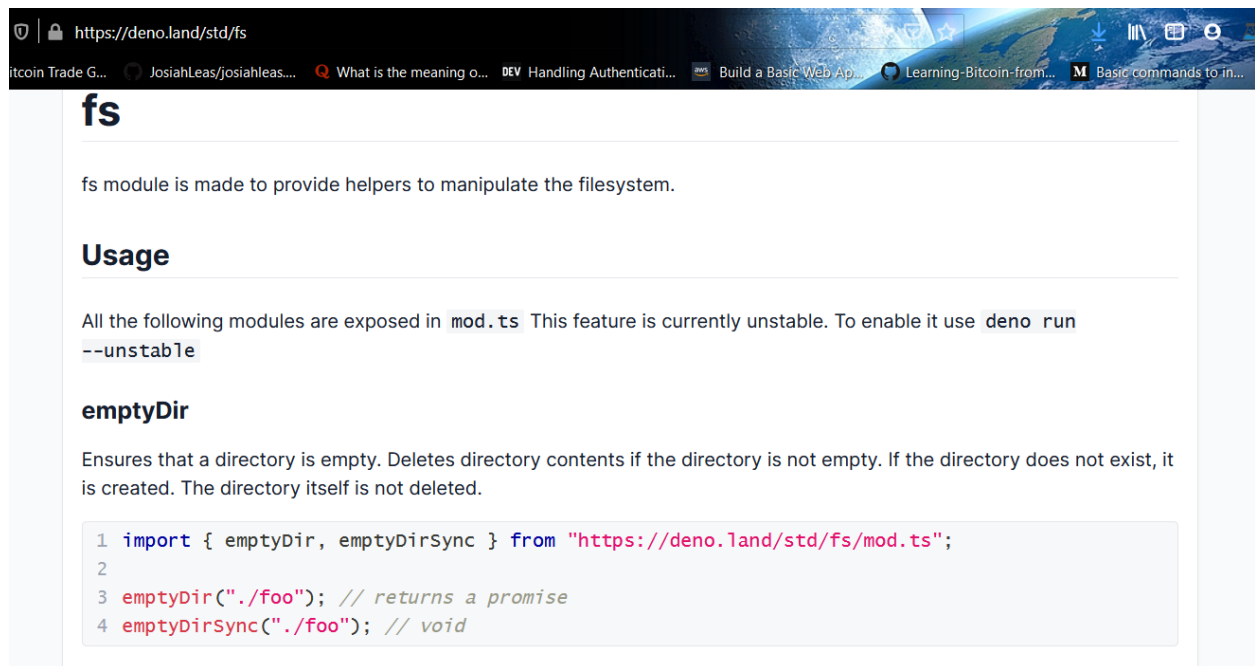 https://deno.land/std/fs
itcoin Trade G... JosiahLeas/josiahleas.... Q What is the meaning o... DEV Handling Authenticati... aws Build a Basic Web Ap... Learning-Bitcoin-from... M Basic commands to in...
fs
fs module is made to provide helpers to manipulate the filesystem.
Usage
All the following modules are exposed in mod.ts This feature is currently unstable. To enable it use deno run
--unstable
emptyDir
Ensures that a directory is empty. Deletes directory contents if the directory is not empty. If the directory does not exist, it
is created. The directory itself is not deleted.
1 import { emptyDir, emptyDirSync } from "https://deno.land/std/fs/mod.ts";
2
3 emptyDir("./foo"); // returns a promise
4 emptyDirSync("./foo"); // void